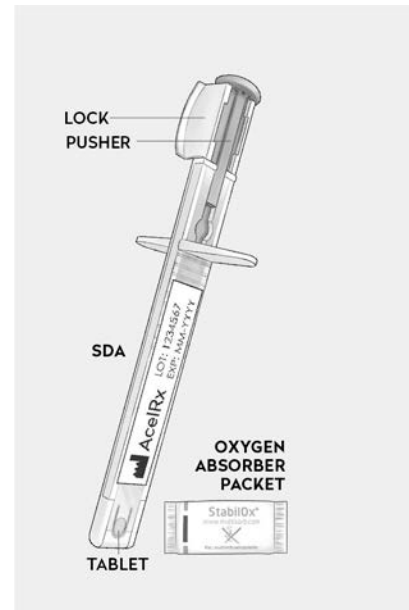 LOCK
PUSHER
SDA
AcelRx
LOT: 1234567
EXP: MM-YYYY
OXYGEN
ABSORBER
PACKET
StabilOx®
TABLET